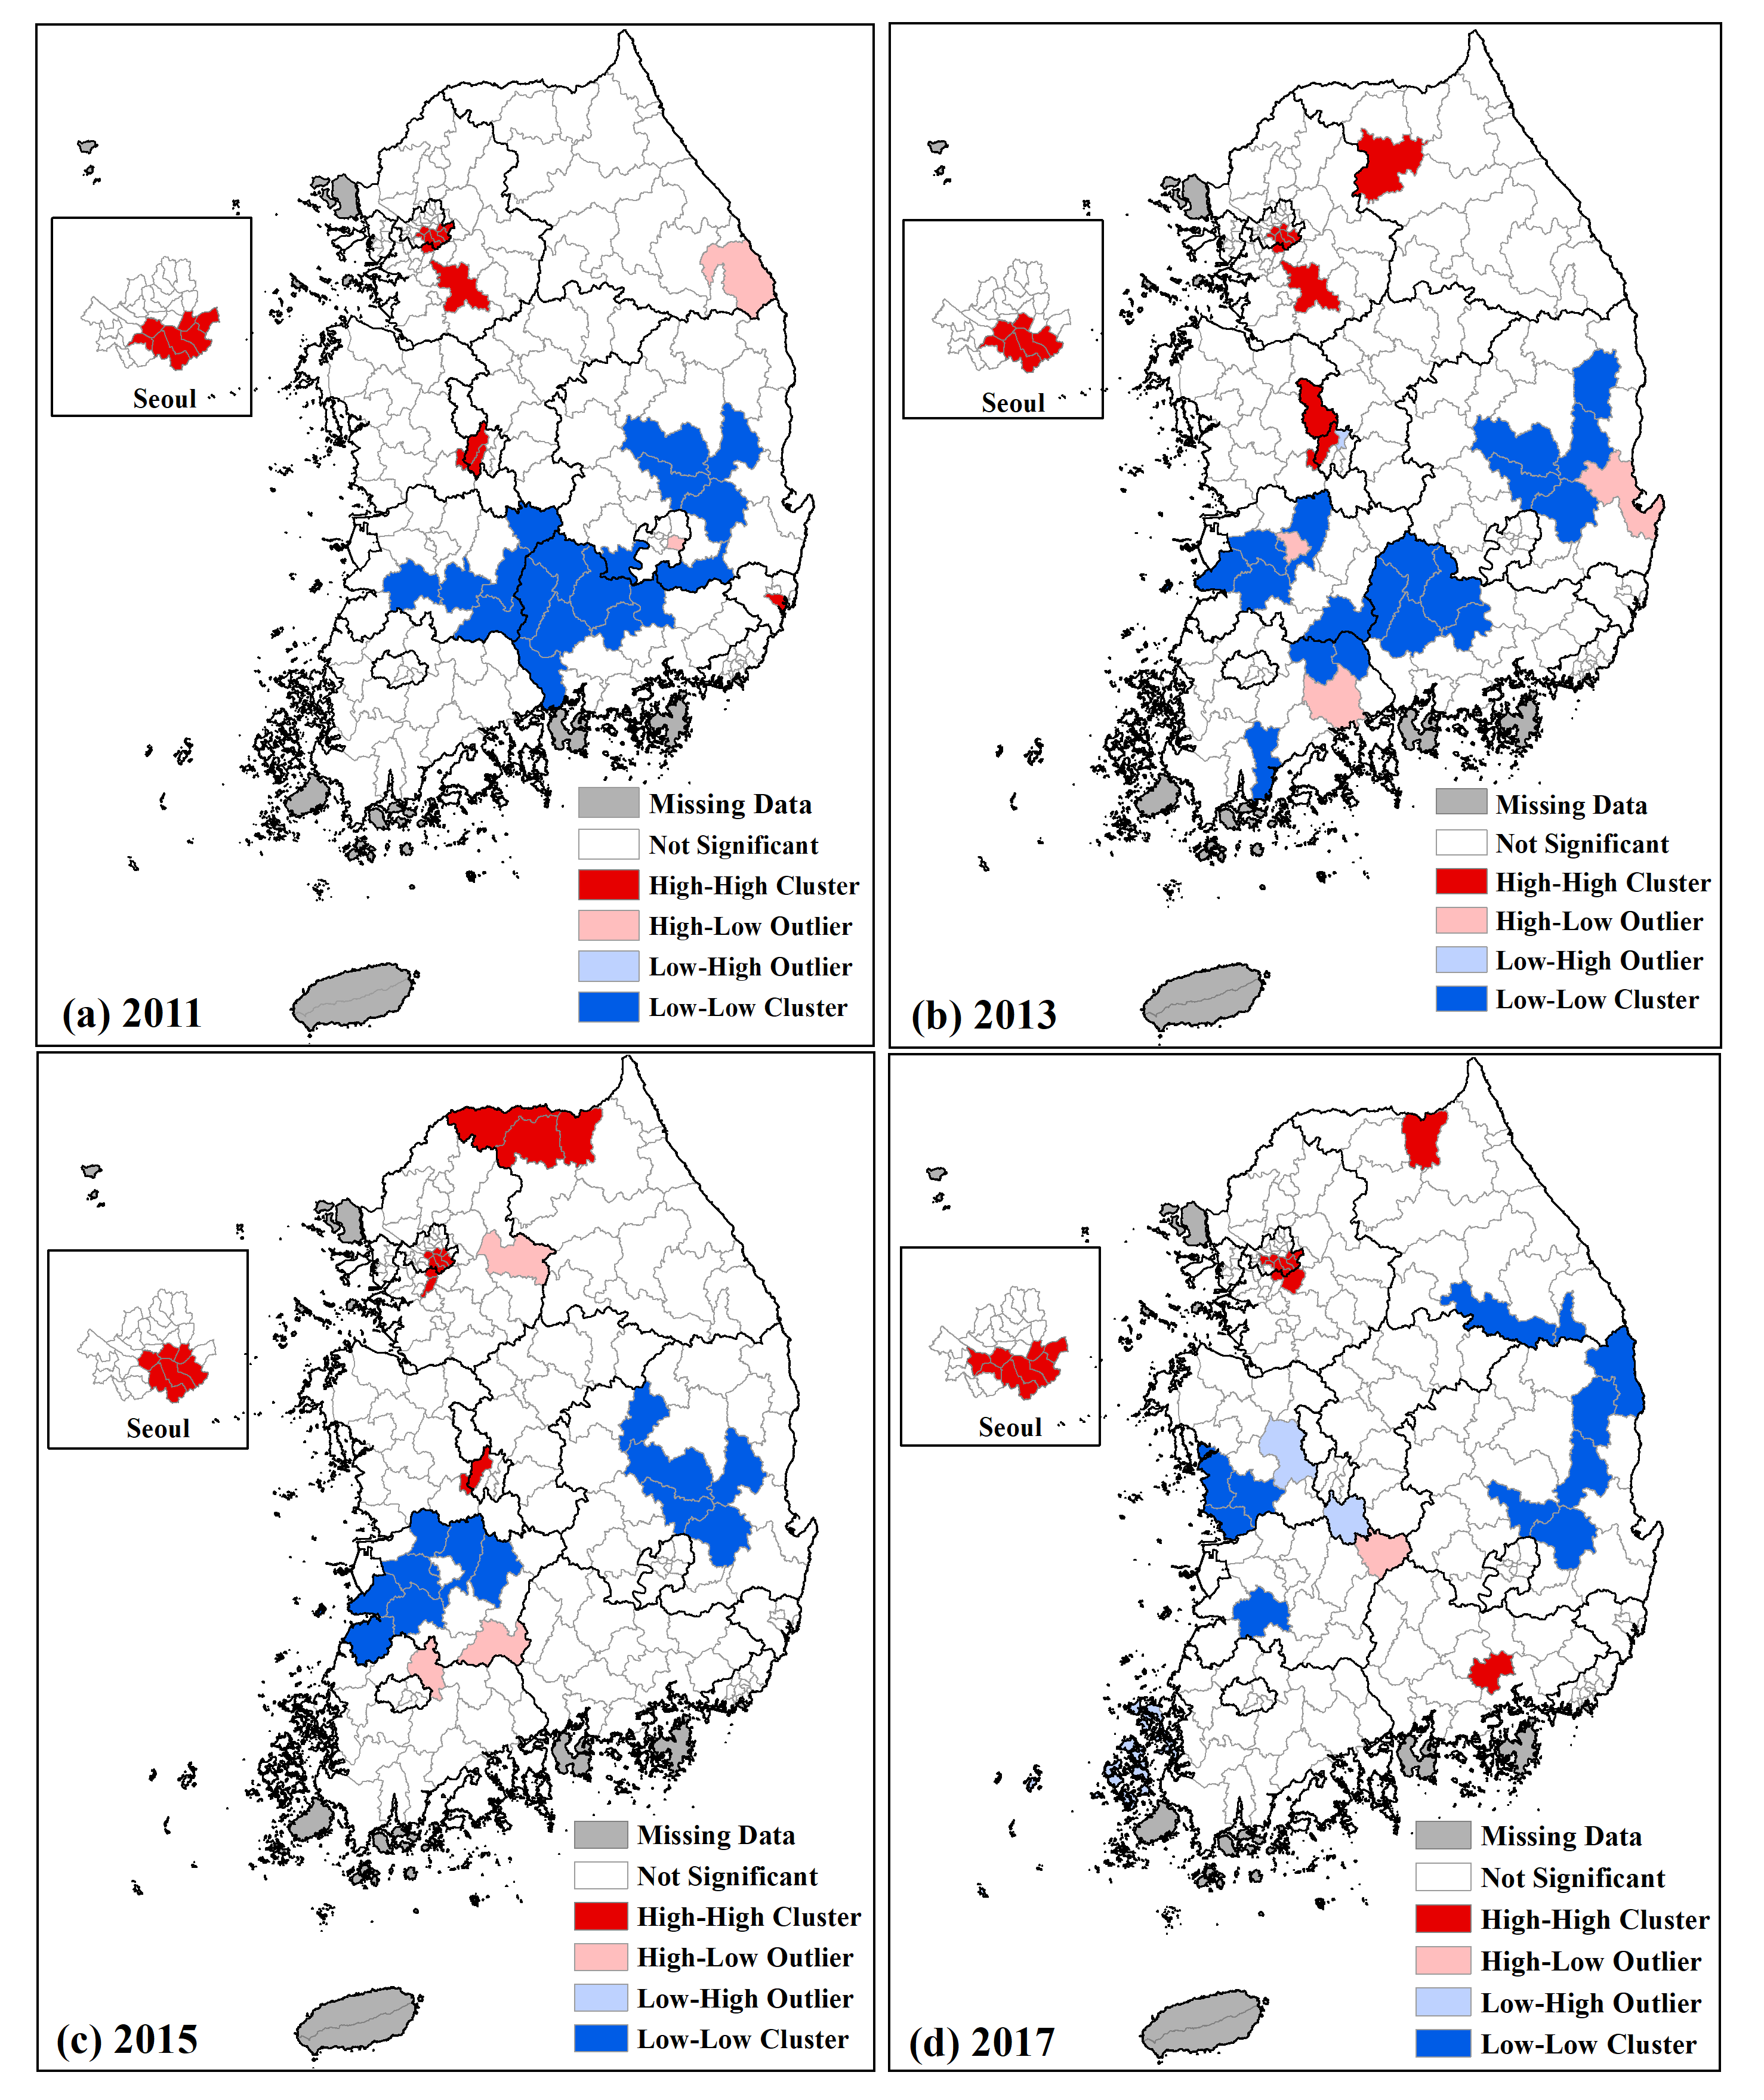 Seoul
Missing Data
Not Significant
High-High Cluster
High-Low Outlier
Low-High Outlier
Low-Low Cluster
(a) 2011
Seoul
Missing Data
Not Significant
High-High Cluster
High-Low Outlier
Low-High Outlier
Low-Low Cluster
(b) 2013
Seoul
Missing Data
Not Significant
High-High Cluster
High-Low Outlier
Low-High Outlier
Low-Low Cluster
(c) 2015
Seoul
Missing Data
Not Significant
High-High Cluster
High-Low Outlier
Low-High Outlier
Low-Low Cluster
(d) 2017